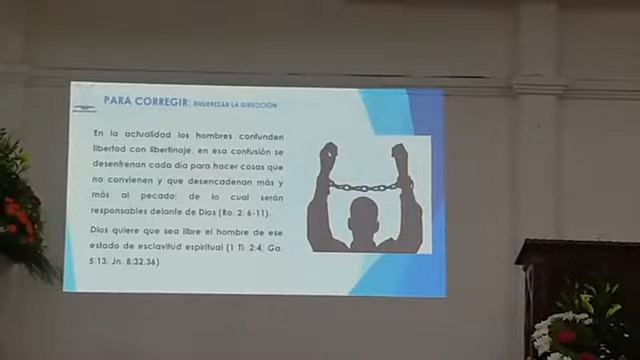 PARA CORREGIR: ENDEREZAR LA DIRECCIÓN
En la actualidad los hombres confunden
libertad con libertinaje, en esa confusión se
desenfrenan cada día para hacer cosas que
no convienen y que desencadenan más y
más al pecado; de lo cual serán
responsables delante de Dios (Ro. 2: 6-11).
Dios quiere que sea libre el hombre de ese
estado de esclavitud espiritual (1 Ti. 2:4; Ga.
5:13; Jn. 8:32,36)